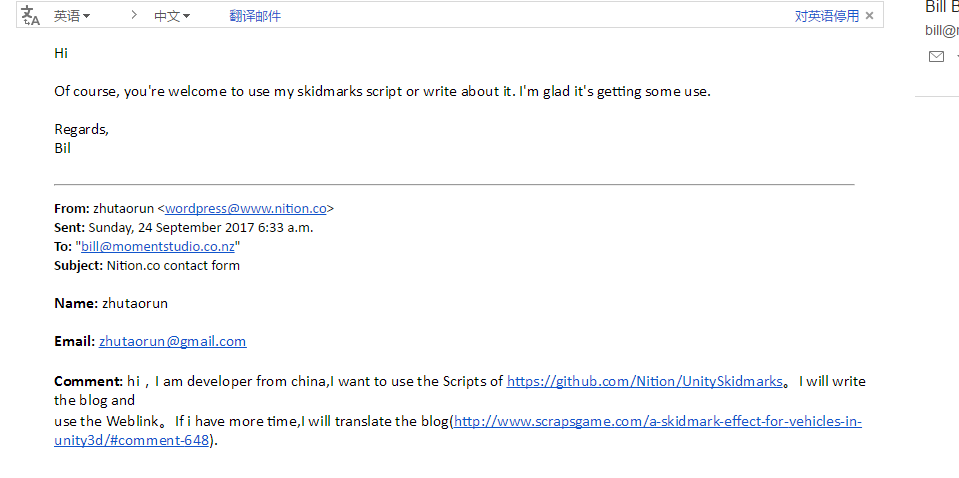 英语 中文 翻译邮件 对英语停用
Bill B
bill@
Hi
Of course, you're welcome to use my skidmarks script or write about it. I'm glad it's getting some use.
Regards,
Bil
From: zhutaorun <wordpress@www.nition.co>
Sent: Sunday, 24 September 2017 6:33 a.m.
To: "bill@momentstudio.co.nz"
Subject: Nition.co contact form
Name: zhutaorun
Email: zhutaorun@gmail.com
Comment: hi，I am developer from china,I want to use the Scripts of https://github.com/Nition/UnitySkidmarks。I will write
the blog and
use the Weblink。If i have more time,I will translate the blog(http://www.scrapsgame.com/a-skidmark-effect-for-vehicles-in-
unity3d/#comment-648).